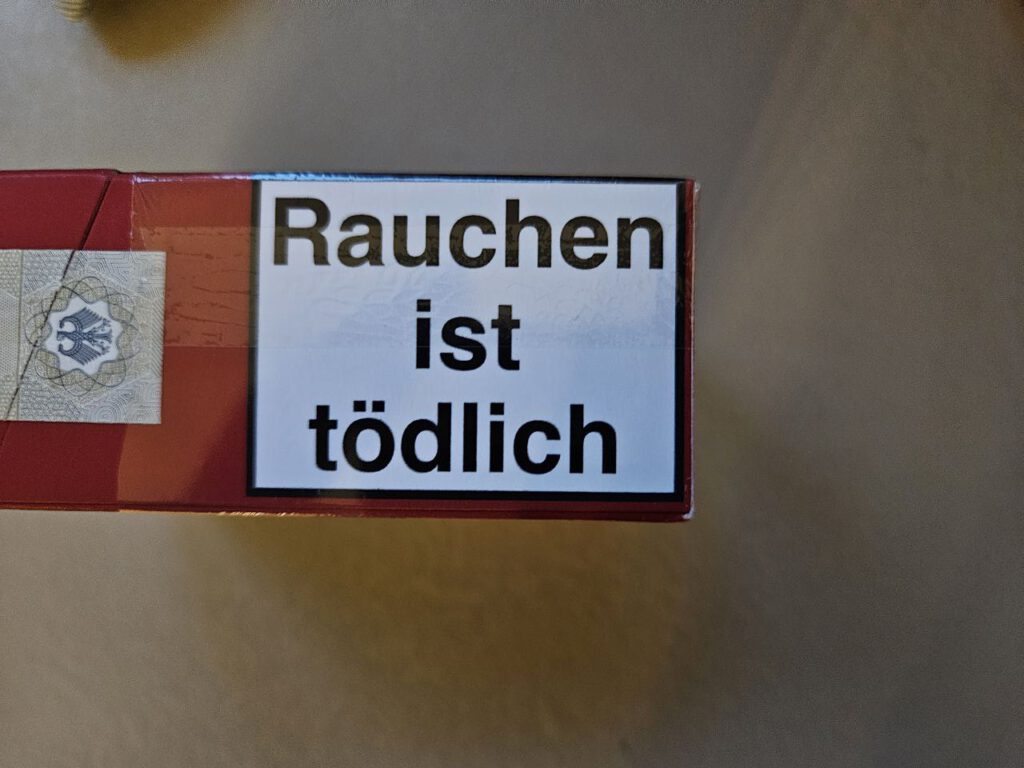 Rauchen
ist
tödlich